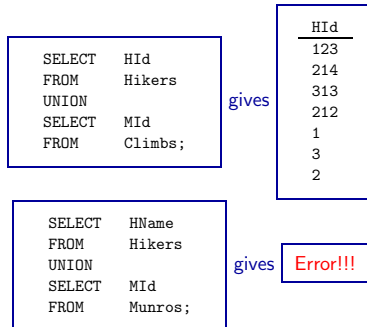 SELECT HId
FROM Hikers
UNION
SELECT MId
FROM Climbs;
gives
HId
123
214
313
212
1
3
2
SELECT HName
FROM Hikers
UNION
SELECT MId
FROM Munros;
gives
Error!!!